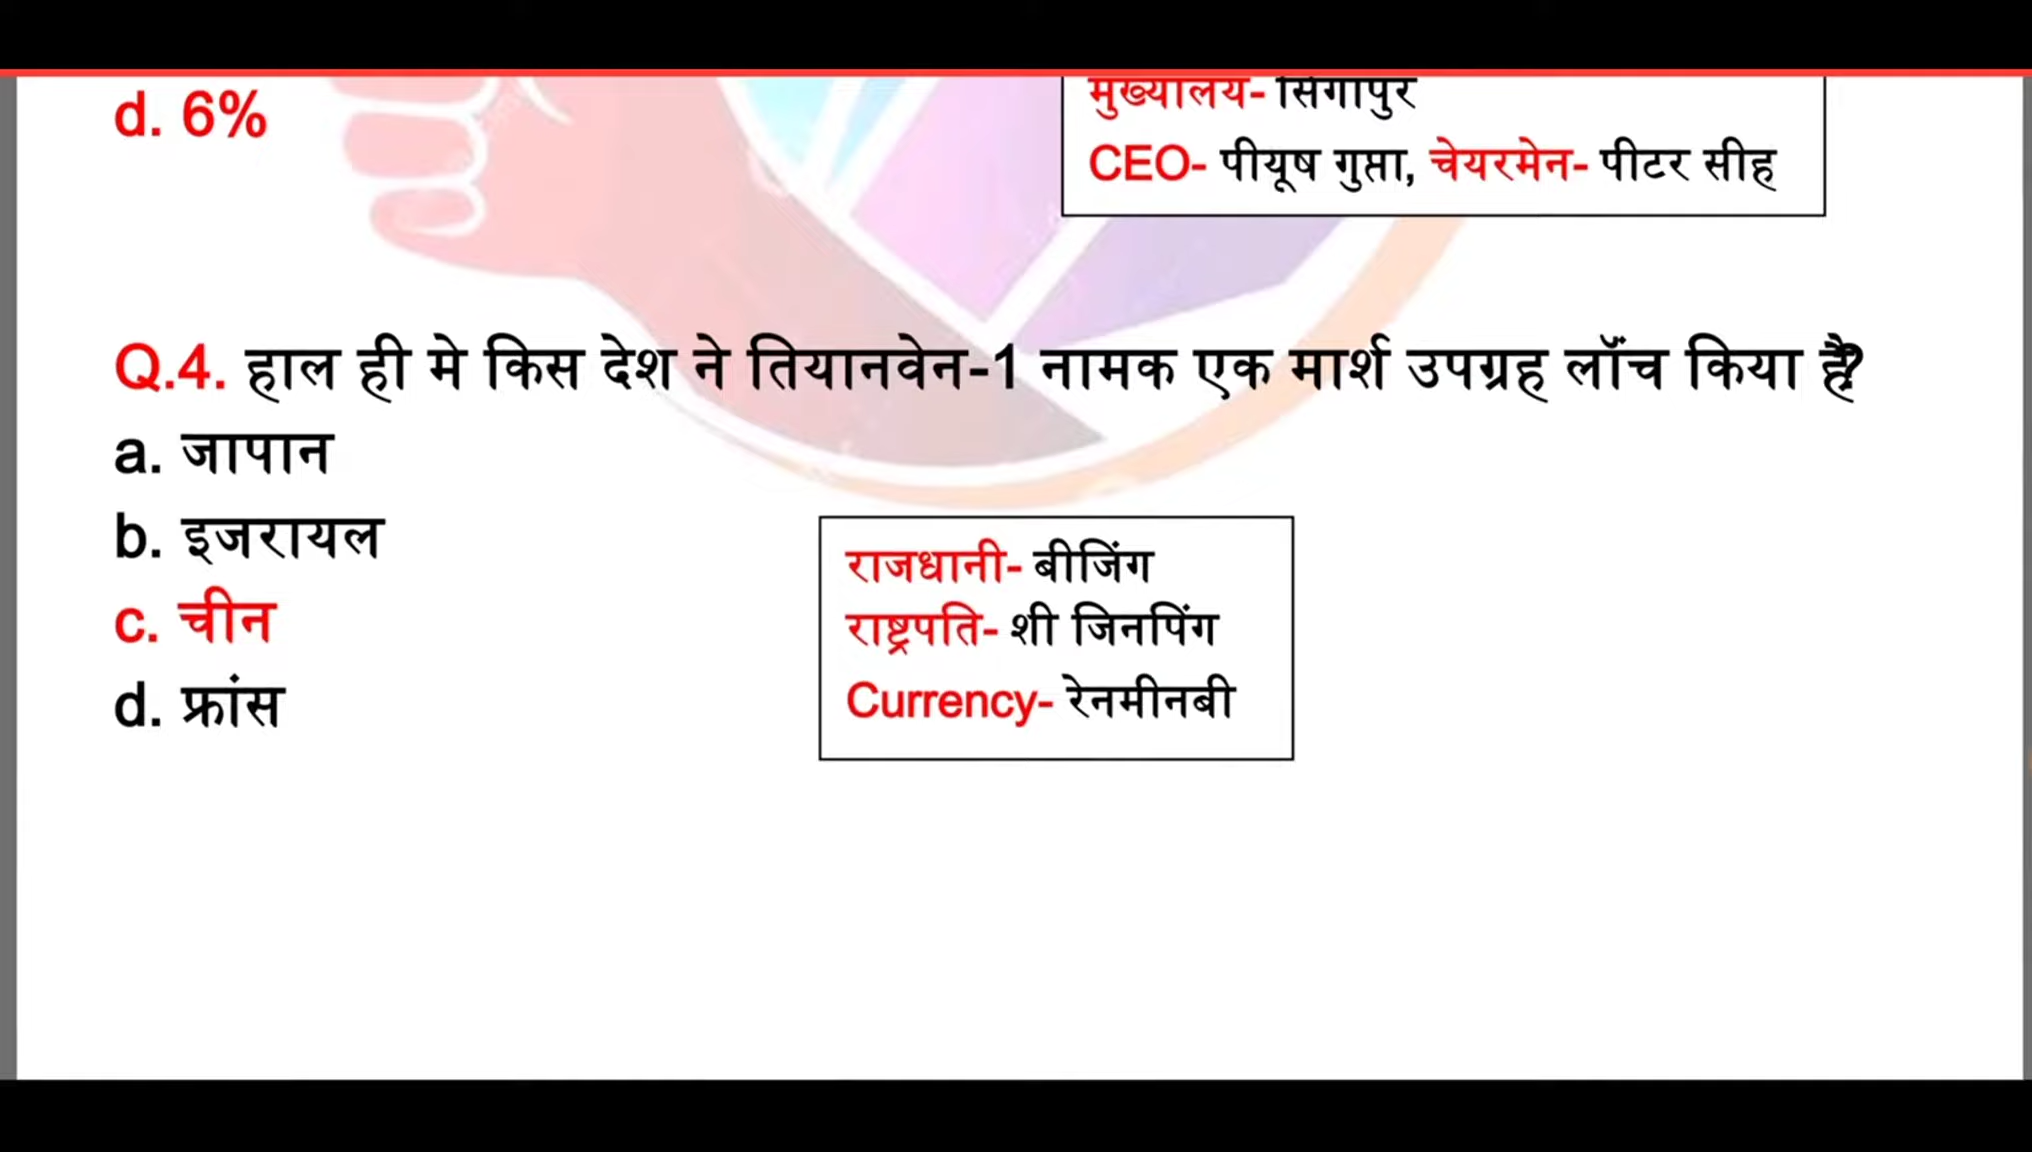 d. 6%
मुख्यालय- सिंगापुर
CEO- पीयूष गुप्ता, चेयरमेन- पीटर सीह
Q.4. हाल ही मे किस देश ने तियानवेन-1 नामक एक मार्श उपग्रह लॉंच किया है?
a. जापान
b. इजरायल
c. चीन
d. फ्रांस
राजधानी- बीजिंग
राष्ट्रपति- शी जिनपिंग
Currency- रेनमीनबी